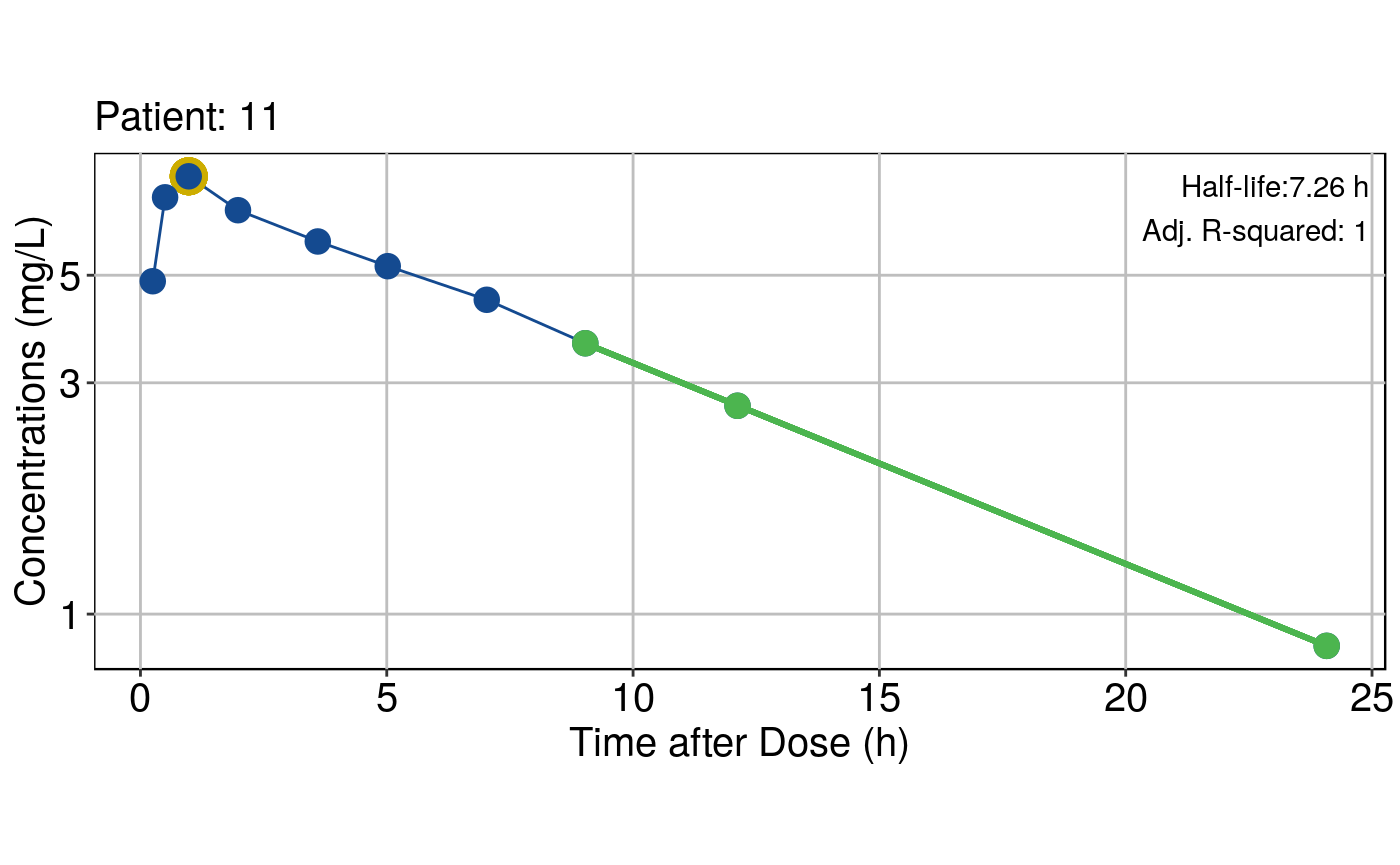 Patient: 11
Half-life:7.26 h
Adj. R-squared: 1
Concentrations (mg/L)
5
3
1
0 5 10 15 20 25
Time after Dose (h)